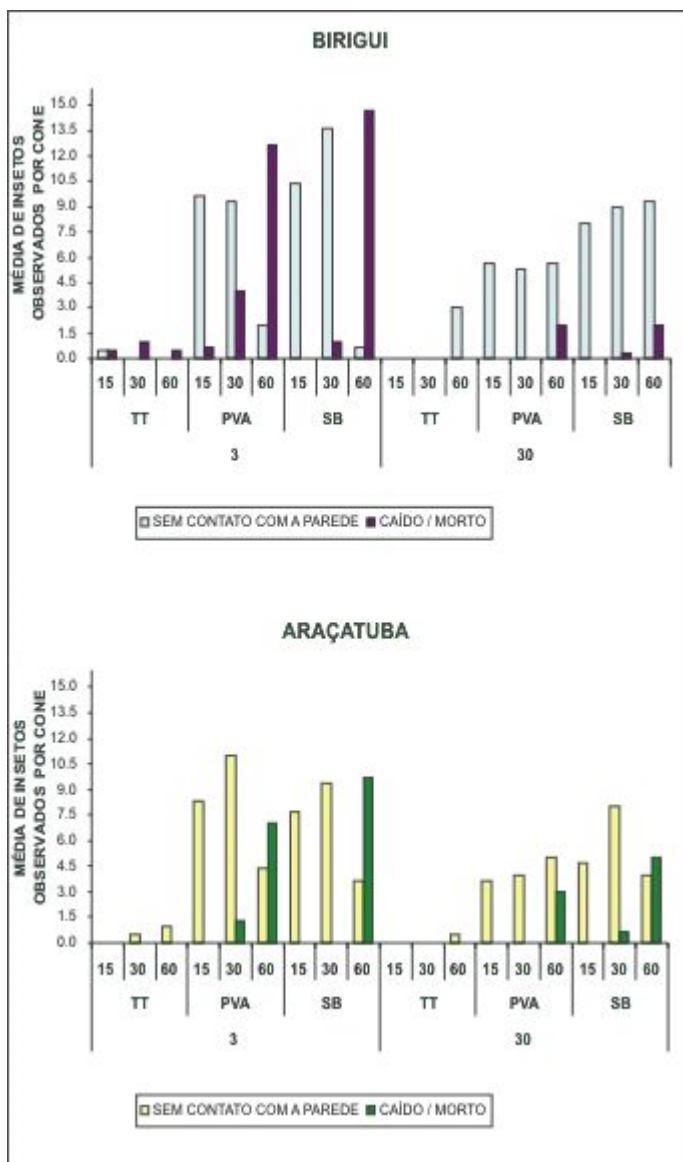 BIRIGUI
MÉDIA DE INSETOS
OBSERVADOS POR CONE
15.0
13.5
12.0
10.5
9.0
7.5
6.0
4.5
3.0
1.5
0.0
15 30 60 15 30 60 15 30 60 15 30 60 15 30 60 15 30 60
TT PVA SB TT PVA SB
3 30
SEM CONTATO COM A PAREDE CAÍDO / MORTO
ARAÇATUBA
MÉDIA DE INSETOS
OBSERVADOS POR CONE
15.0
13.5
12.0
10.5
9.0
7.5
6.0
4.5
3.0
1.5
0.0
15 30 60 15 30 60 15 30 60 15 30 60 15 30 60 15 30 60
TT PVA SB TT PVA SB
3 30
SEM CONTATO COM A PAREDE CAÍDO / MORTO